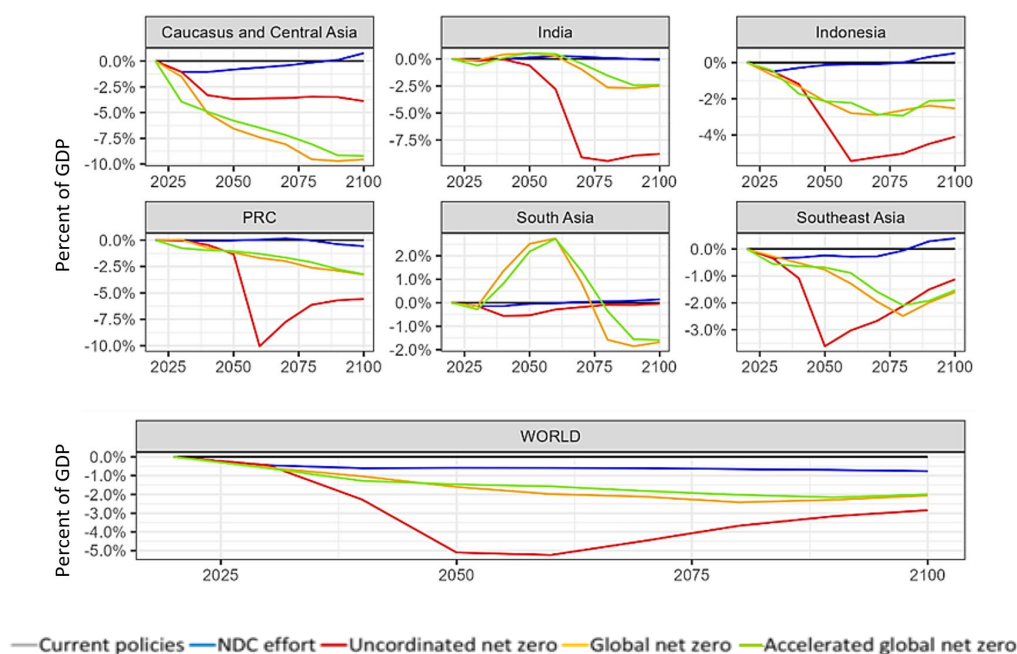 Caucasus and Central Asia
India
Indonesia
0.0%
-2.5%
-5.0%
-7.5%
-10.0%
0.0%
-2.5%
-5.0%
-7.5%
0%
-2%
-4%
2025 2050 2075 2100
2025 2050 2075 2100
2025 2050 2075 2100
Percent of GDP
PRC
South Asia
Southeast Asia
0.0%
-2.5%
-5.0%
-7.5%
-10.0%
2.0%
1.0%
0.0%
-1.0%
-2.0%
0.0%
-1.0%
-2.0%
-3.0%
2025 2050 2075 2100
2025 2050 2075 2100
2025 2050 2075 2100
WORLD
Percent of GDP
0.0%
-1.0%
-2.0%
-3.0%
-4.0%
-5.0%
2025 2050 2075 2100
Current policies NDC effort Uncordinated net zero Global net zero Accelerated global net zero